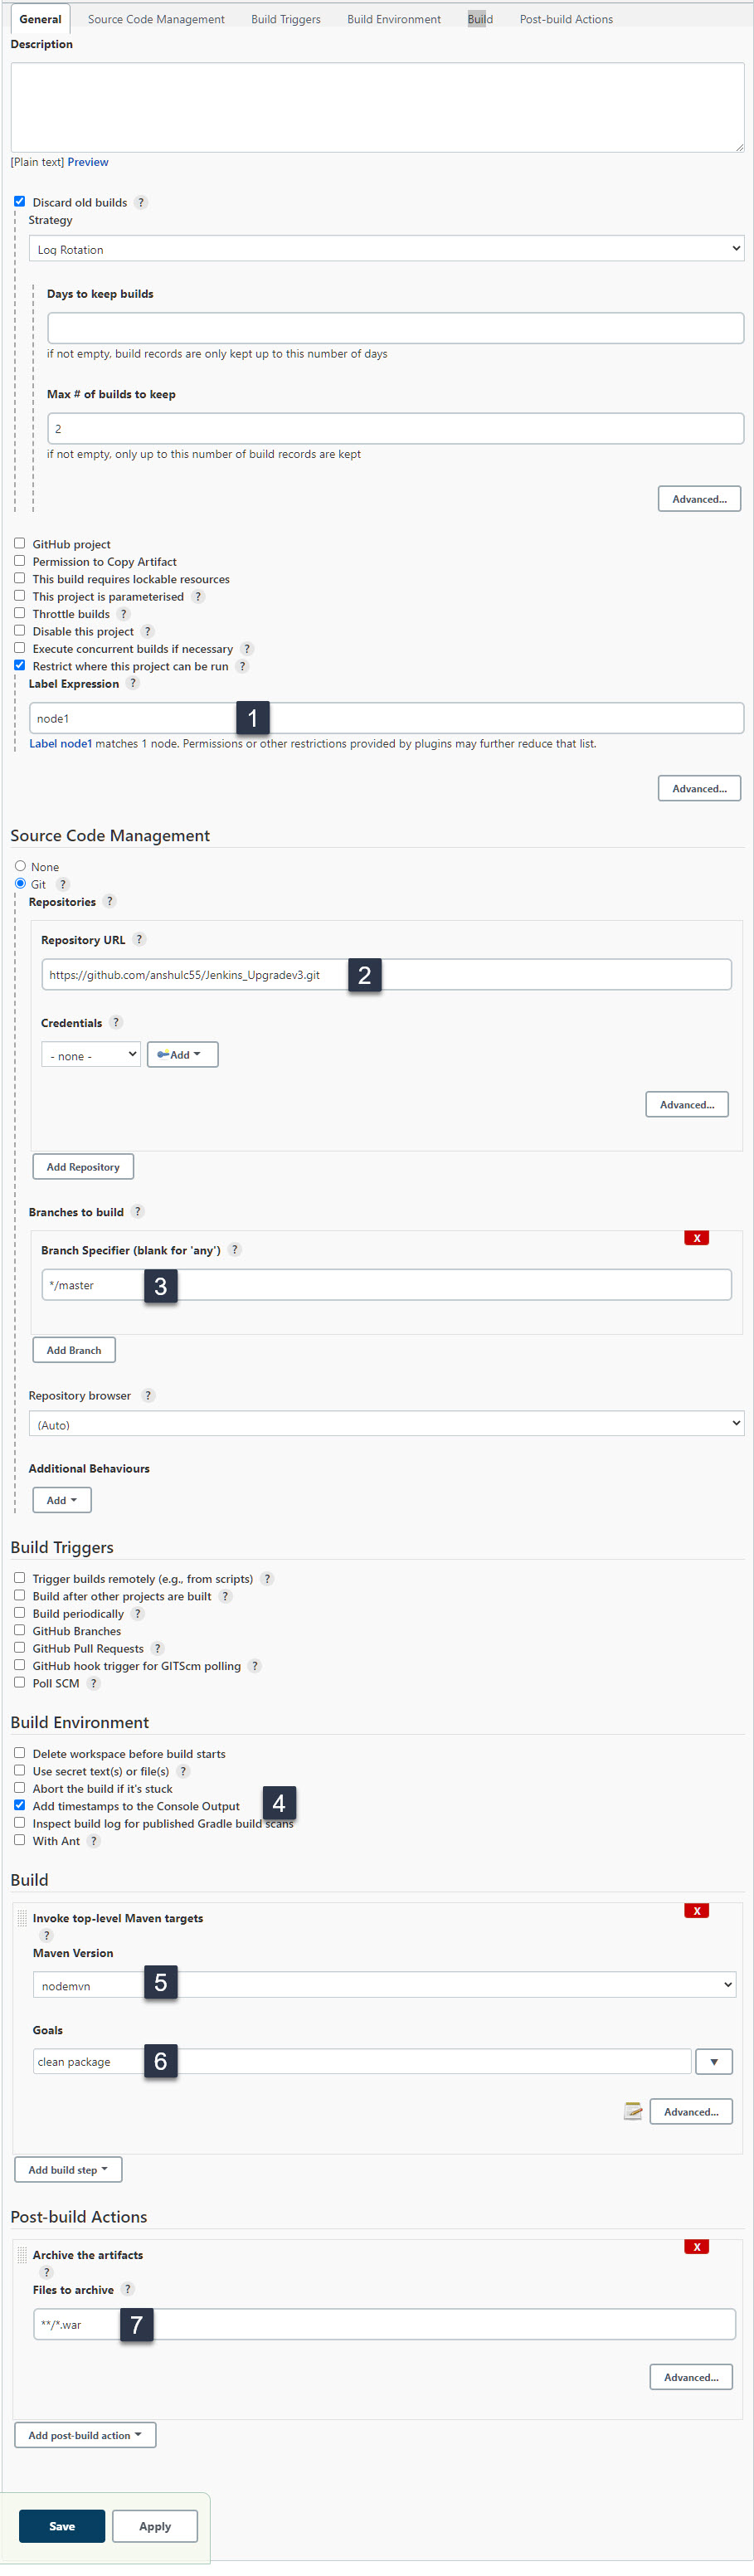 General Source Code Management Build Triggers Build Environment Build Post-build Actions
Description
[Plain text] Preview
Discard old builds ?
Strategy
Log Rotation
Days to keep builds
if not empty, build records are only kept up to this number of days
Max # of builds to keep
2
if not empty, only up to this number of build records are kept
Advanced...
GitHub project
Permission to Copy Artifact
This build requires lockable resources
This project is parameterised ?
Throttle builds ?
Disable this project ?
Execute concurrent builds if necessary ?
Restrict where this project can be run ?
Label Expression ?
node1 1
Label node1 matches 1 node. Permissions or other restrictions provided by plugins may further reduce that list.
Advanced...
Source Code Management
None
Git ?
Repositories ?
Repository URL ?
https://github.com/anshulc55/Jenkins_Upgradev3.git 2
Credentials ?
- none - Add
Advanced...
Add Repository
Branches to build ?
X
Branch Specifier (blank for 'any') ?
*/master 3
Add Branch
Repository browser ?
(Auto)
Additional Behaviours
Add
Build Triggers
Trigger builds remotely (e.g., from scripts) ?
Build after other projects are built ?
Build periodically ?
GitHub Branches
GitHub Pull Requests ?
GitHub hook trigger for GITScm polling ?
Poll SCM ?
Build Environment
Delete workspace before build starts
Use secret text(s) or file(s) ?
Abort the build if it's stuck
Add timestamps to the Console Output 4
Inspect build log for published Gradle build scans
With Ant ?
Build
X
Invoke top-level Maven targets
?
Maven Version
nodemvn 5
Goals
clean package 6
Advanced...
Add build step
Post-build Actions
X
Archive the artifacts
?
Files to archive ?
**/*.war 7
Advanced...
Add post-build action
Save Apply